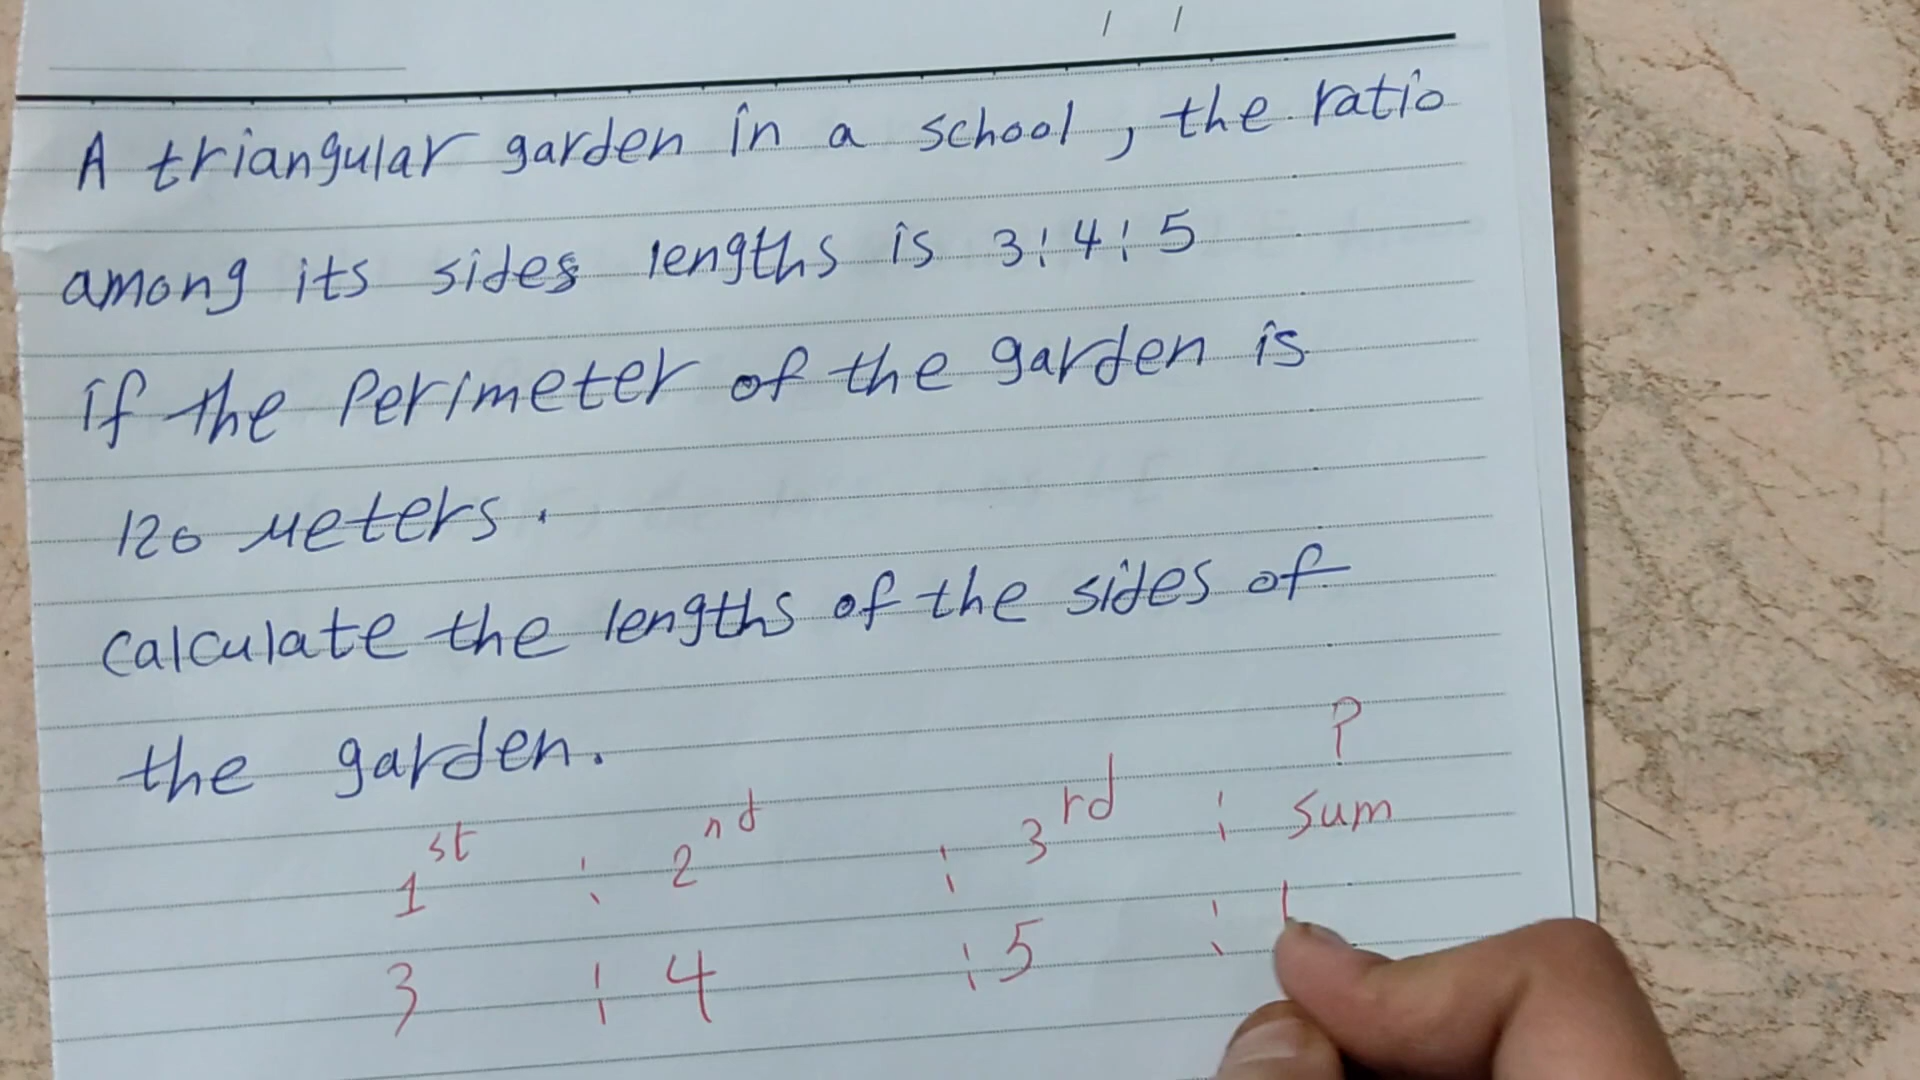 A triangular garden in a school, the ratio
among its sides lengths is 3:4:5
if the Perimeter of the garden is
120 Meters.
calculate the lengths of the sides of
the garden.
P
1st : 2nd : 3rd : sum
3 : 4 : 5 : 1